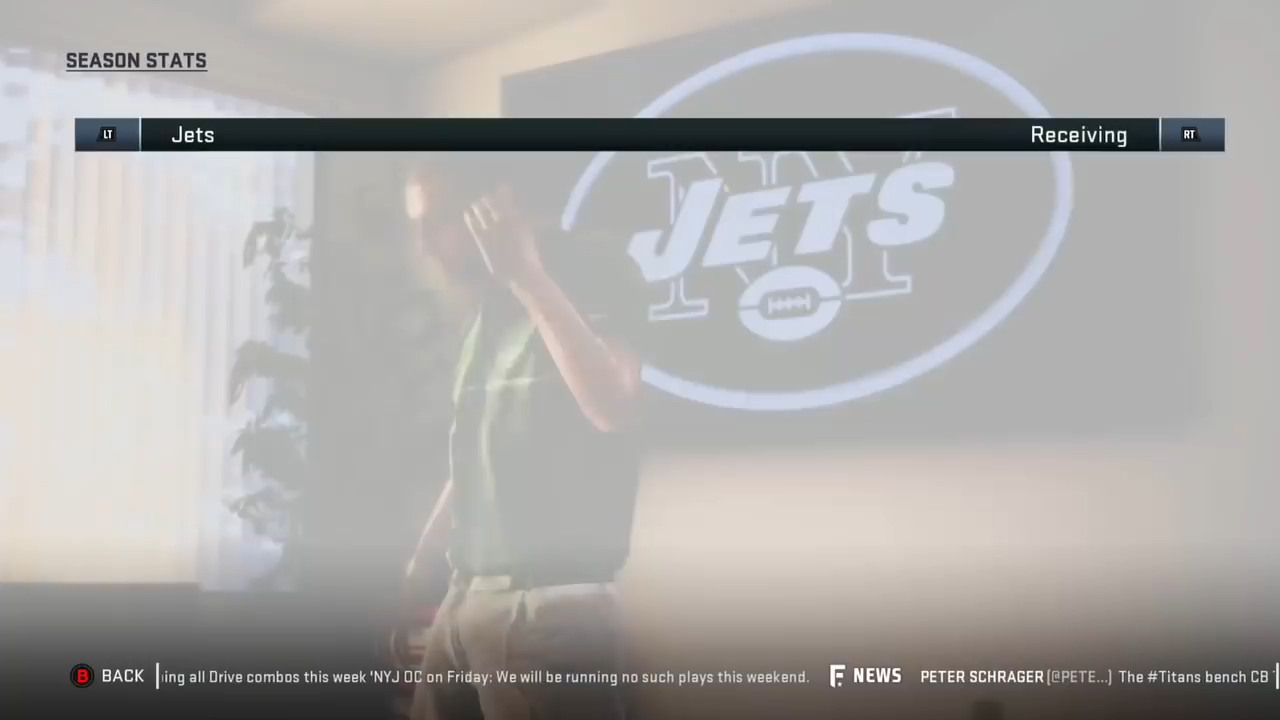 SEASON STATS
LT Jets Receiving RT
JETS
B BACK ing all Drive combos this week 'NYJ OC on Friday: We will be running no such plays this weekend. F NEWS PETER SCHRAGER (@PETE...) The #Titans bench CB